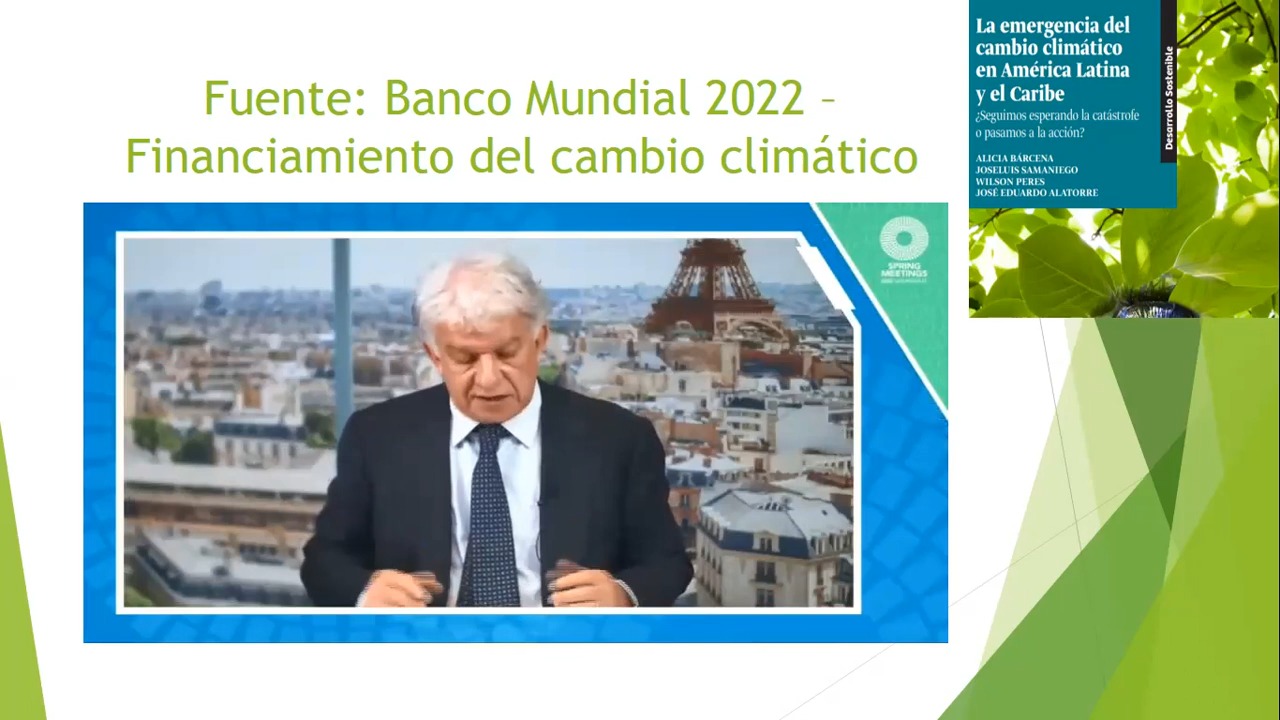 Fuente: Banco Mundial 2022 –
Financiamiento del cambio climático
La emergencia del
cambio climático
en América Latina
y el Caribe
¿Seguimos esperando la catástrofe
o pasamos a la acción?
ALICIA BÁRCENA
JOSELUIS SAMANIEGO
WILSON PERES
JOSÉ EDUARDO ALATORRE
Desarrollo Sostenible
SPRING
MEETINGS